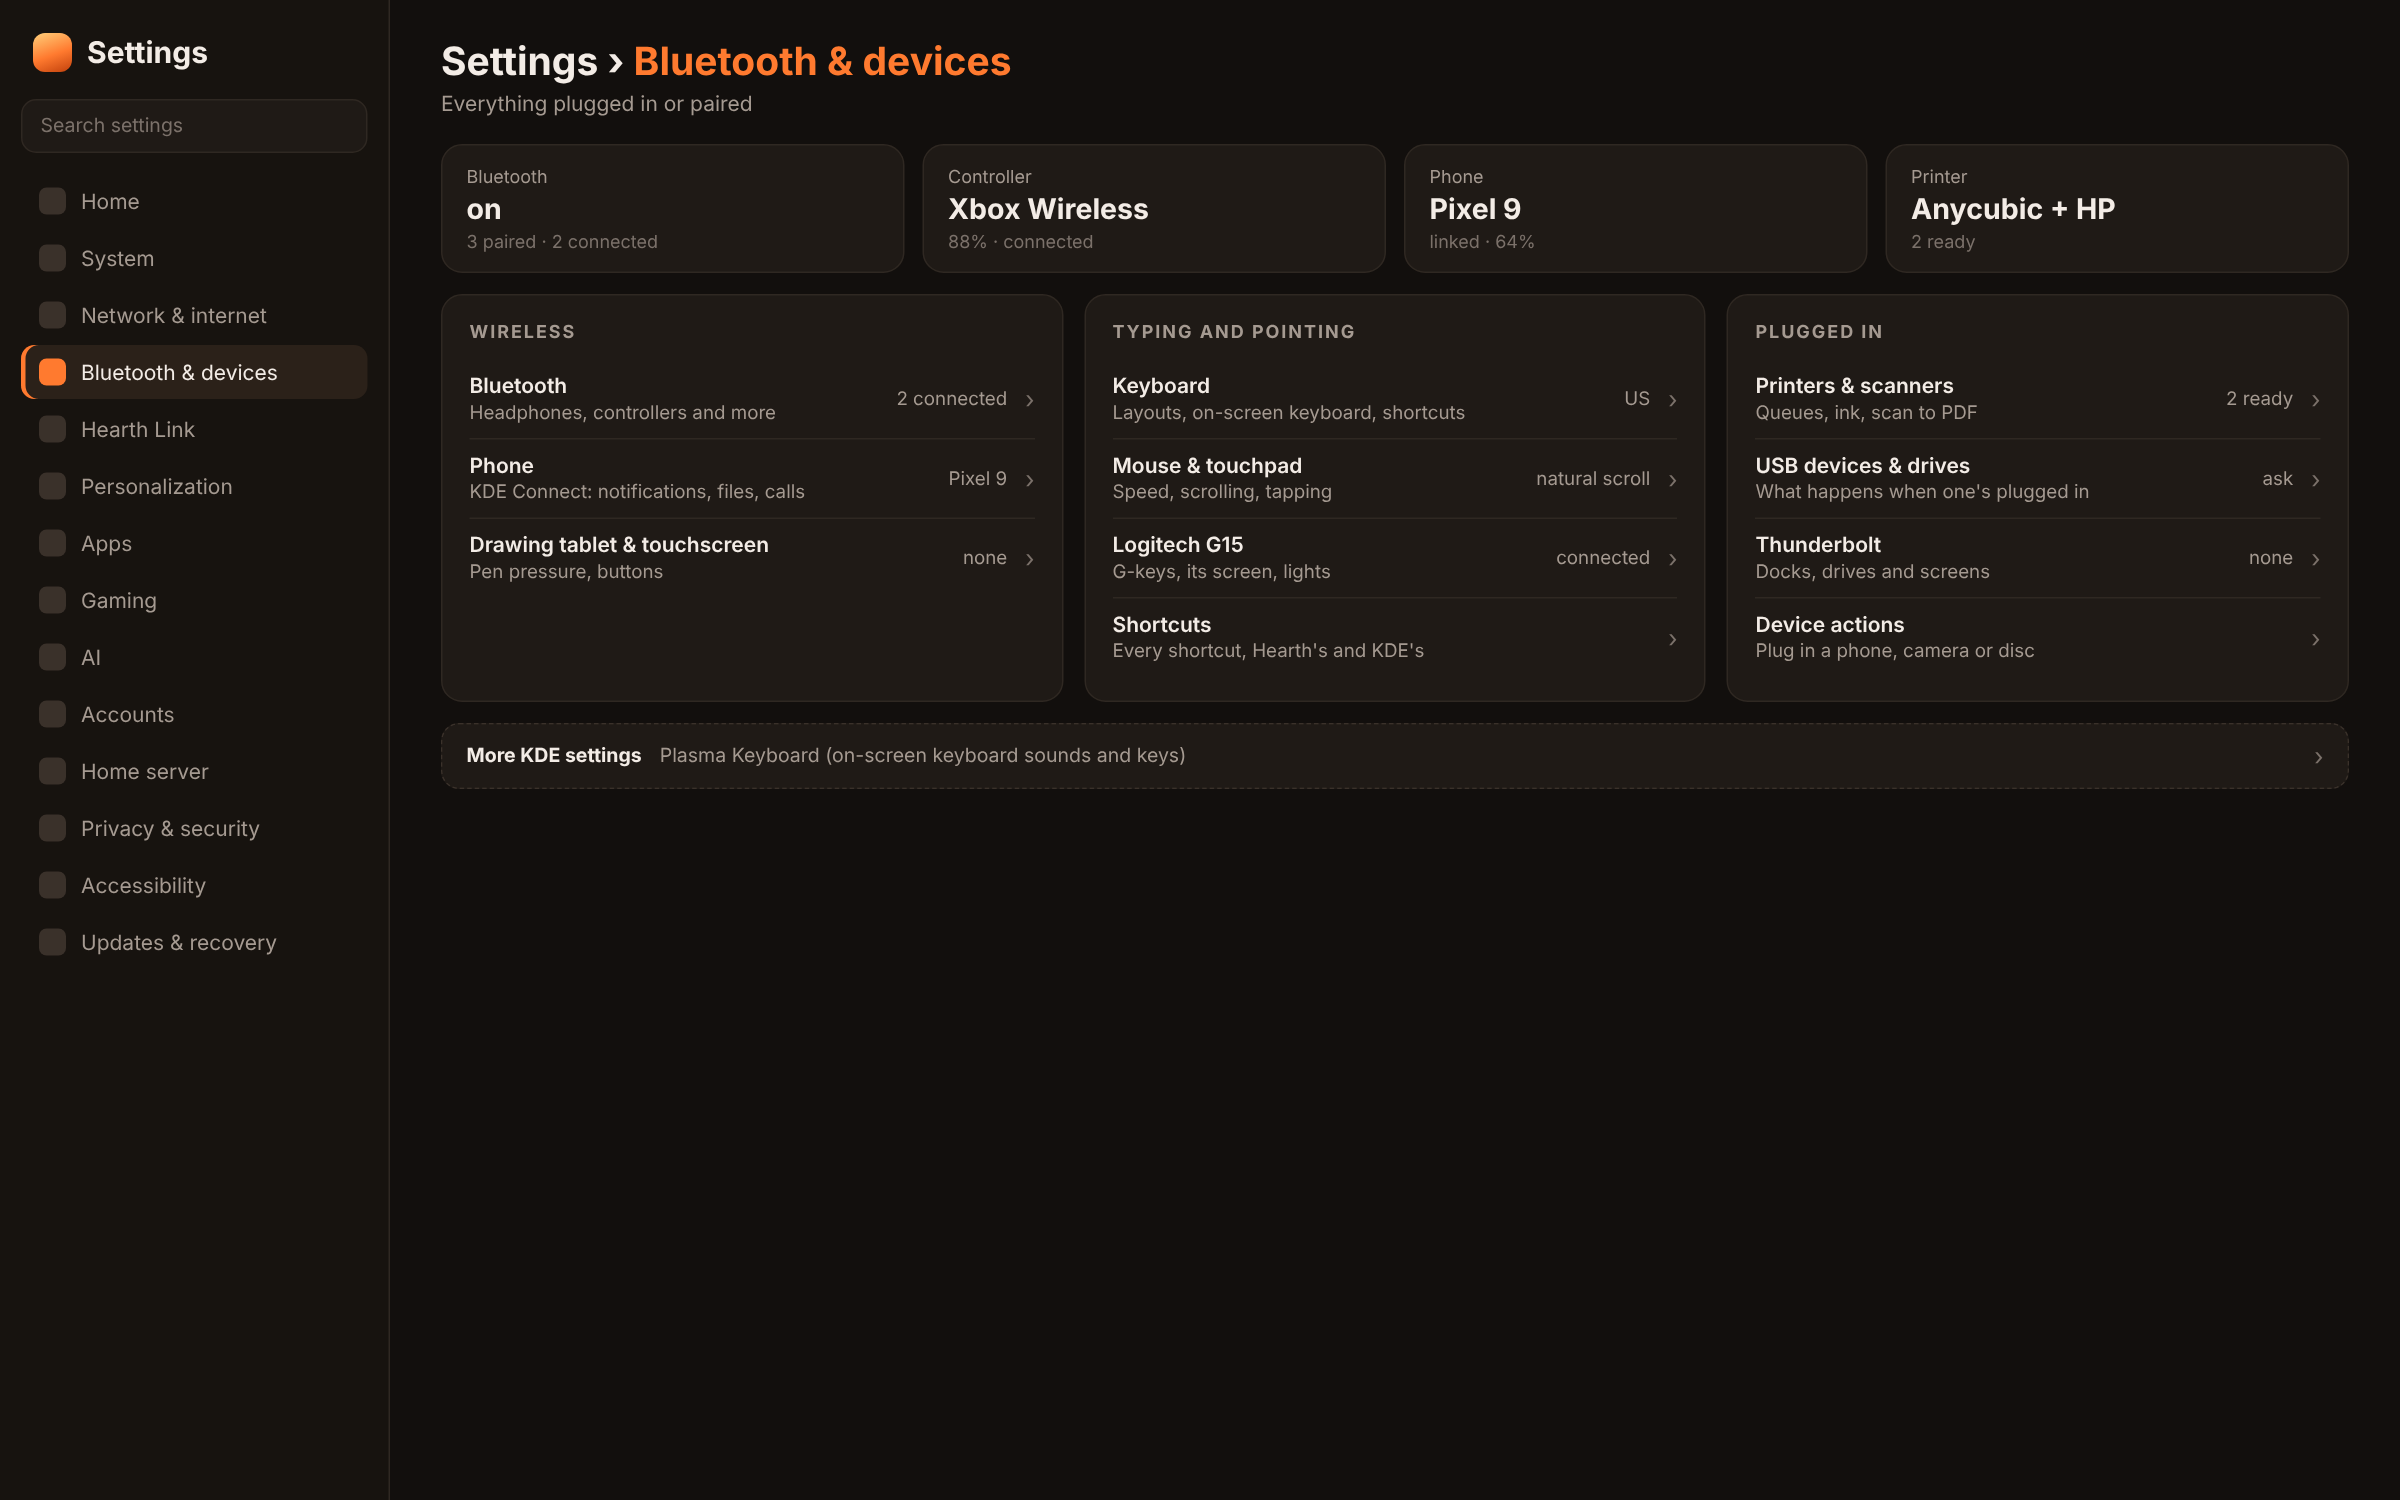 Settings
Search settings
Home
System
Network & internet
Bluetooth & devices
Hearth Link
Personalization
Apps
Gaming
AI
Accounts
Home server
Privacy & security
Accessibility
Updates & recovery
Settings › Bluetooth & devices
Everything plugged in or paired
Bluetooth
on
3 paired · 2 connected
Controller
Xbox Wireless
88% · connected
Phone
Pixel 9
linked · 64%
Printer
Anycubic + HP
2 ready
WIRELESS
Bluetooth
Headphones, controllers and more
2 connected ›
Phone
KDE Connect: notifications, files, calls
Pixel 9 ›
Drawing tablet & touchscreen
Pen pressure, buttons
none ›
TYPING AND POINTING
Keyboard
Layouts, on-screen keyboard, shortcuts
US ›
Mouse & touchpad
Speed, scrolling, tapping
natural scroll ›
Logitech G15
G-keys, its screen, lights
connected ›
Shortcuts
Every shortcut, Hearth's and KDE's
›
PLUGGED IN
Printers & scanners
Queues, ink, scan to PDF
2 ready ›
USB devices & drives
What happens when one's plugged in
ask ›
Thunderbolt
Docks, drives and screens
none ›
Device actions
Plug in a phone, camera or disc
›
More KDE settings Plasma Keyboard (on-screen keyboard sounds and keys) ›